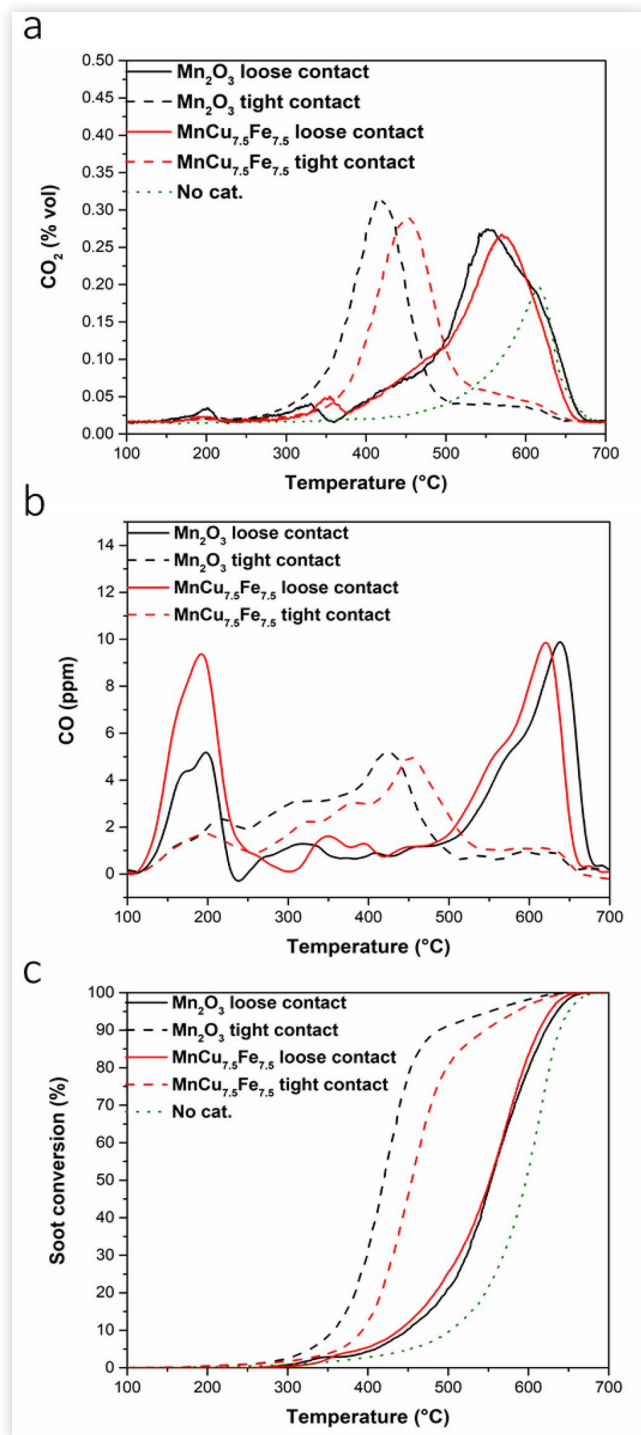 a
0.50
0.45
0.40
0.35
0.30
0.25
0.20
0.15
0.10
0.05
0.00
CO₂ (% vol)
Mn₂O₃ loose contact
Mn₂O₃ tight contact
MnCu₇.₅Fe₇.₅ loose contact
MnCu₇.₅Fe₇.₅ tight contact
No cat.
100 200 300 400 500 600 700
Temperature (°C)
b
14
12
10
8
6
4
2
0
CO (ppm)
Mn₂O₃ loose contact
Mn₂O₃ tight contact
MnCu₇.₅Fe₇.₅ loose contact
MnCu₇.₅Fe₇.₅ tight contact
100 200 300 400 500 600 700
Temperature (°C)
c
100
90
80
70
60
50
40
30
20
10
0
Soot conversion (%)
Mn₂O₃ loose contact
Mn₂O₃ tight contact
MnCu₇.₅Fe₇.₅ loose contact
MnCu₇.₅Fe₇.₅ tight contact
No cat.
100 200 300 400 500 600 700
Temperature (°C)